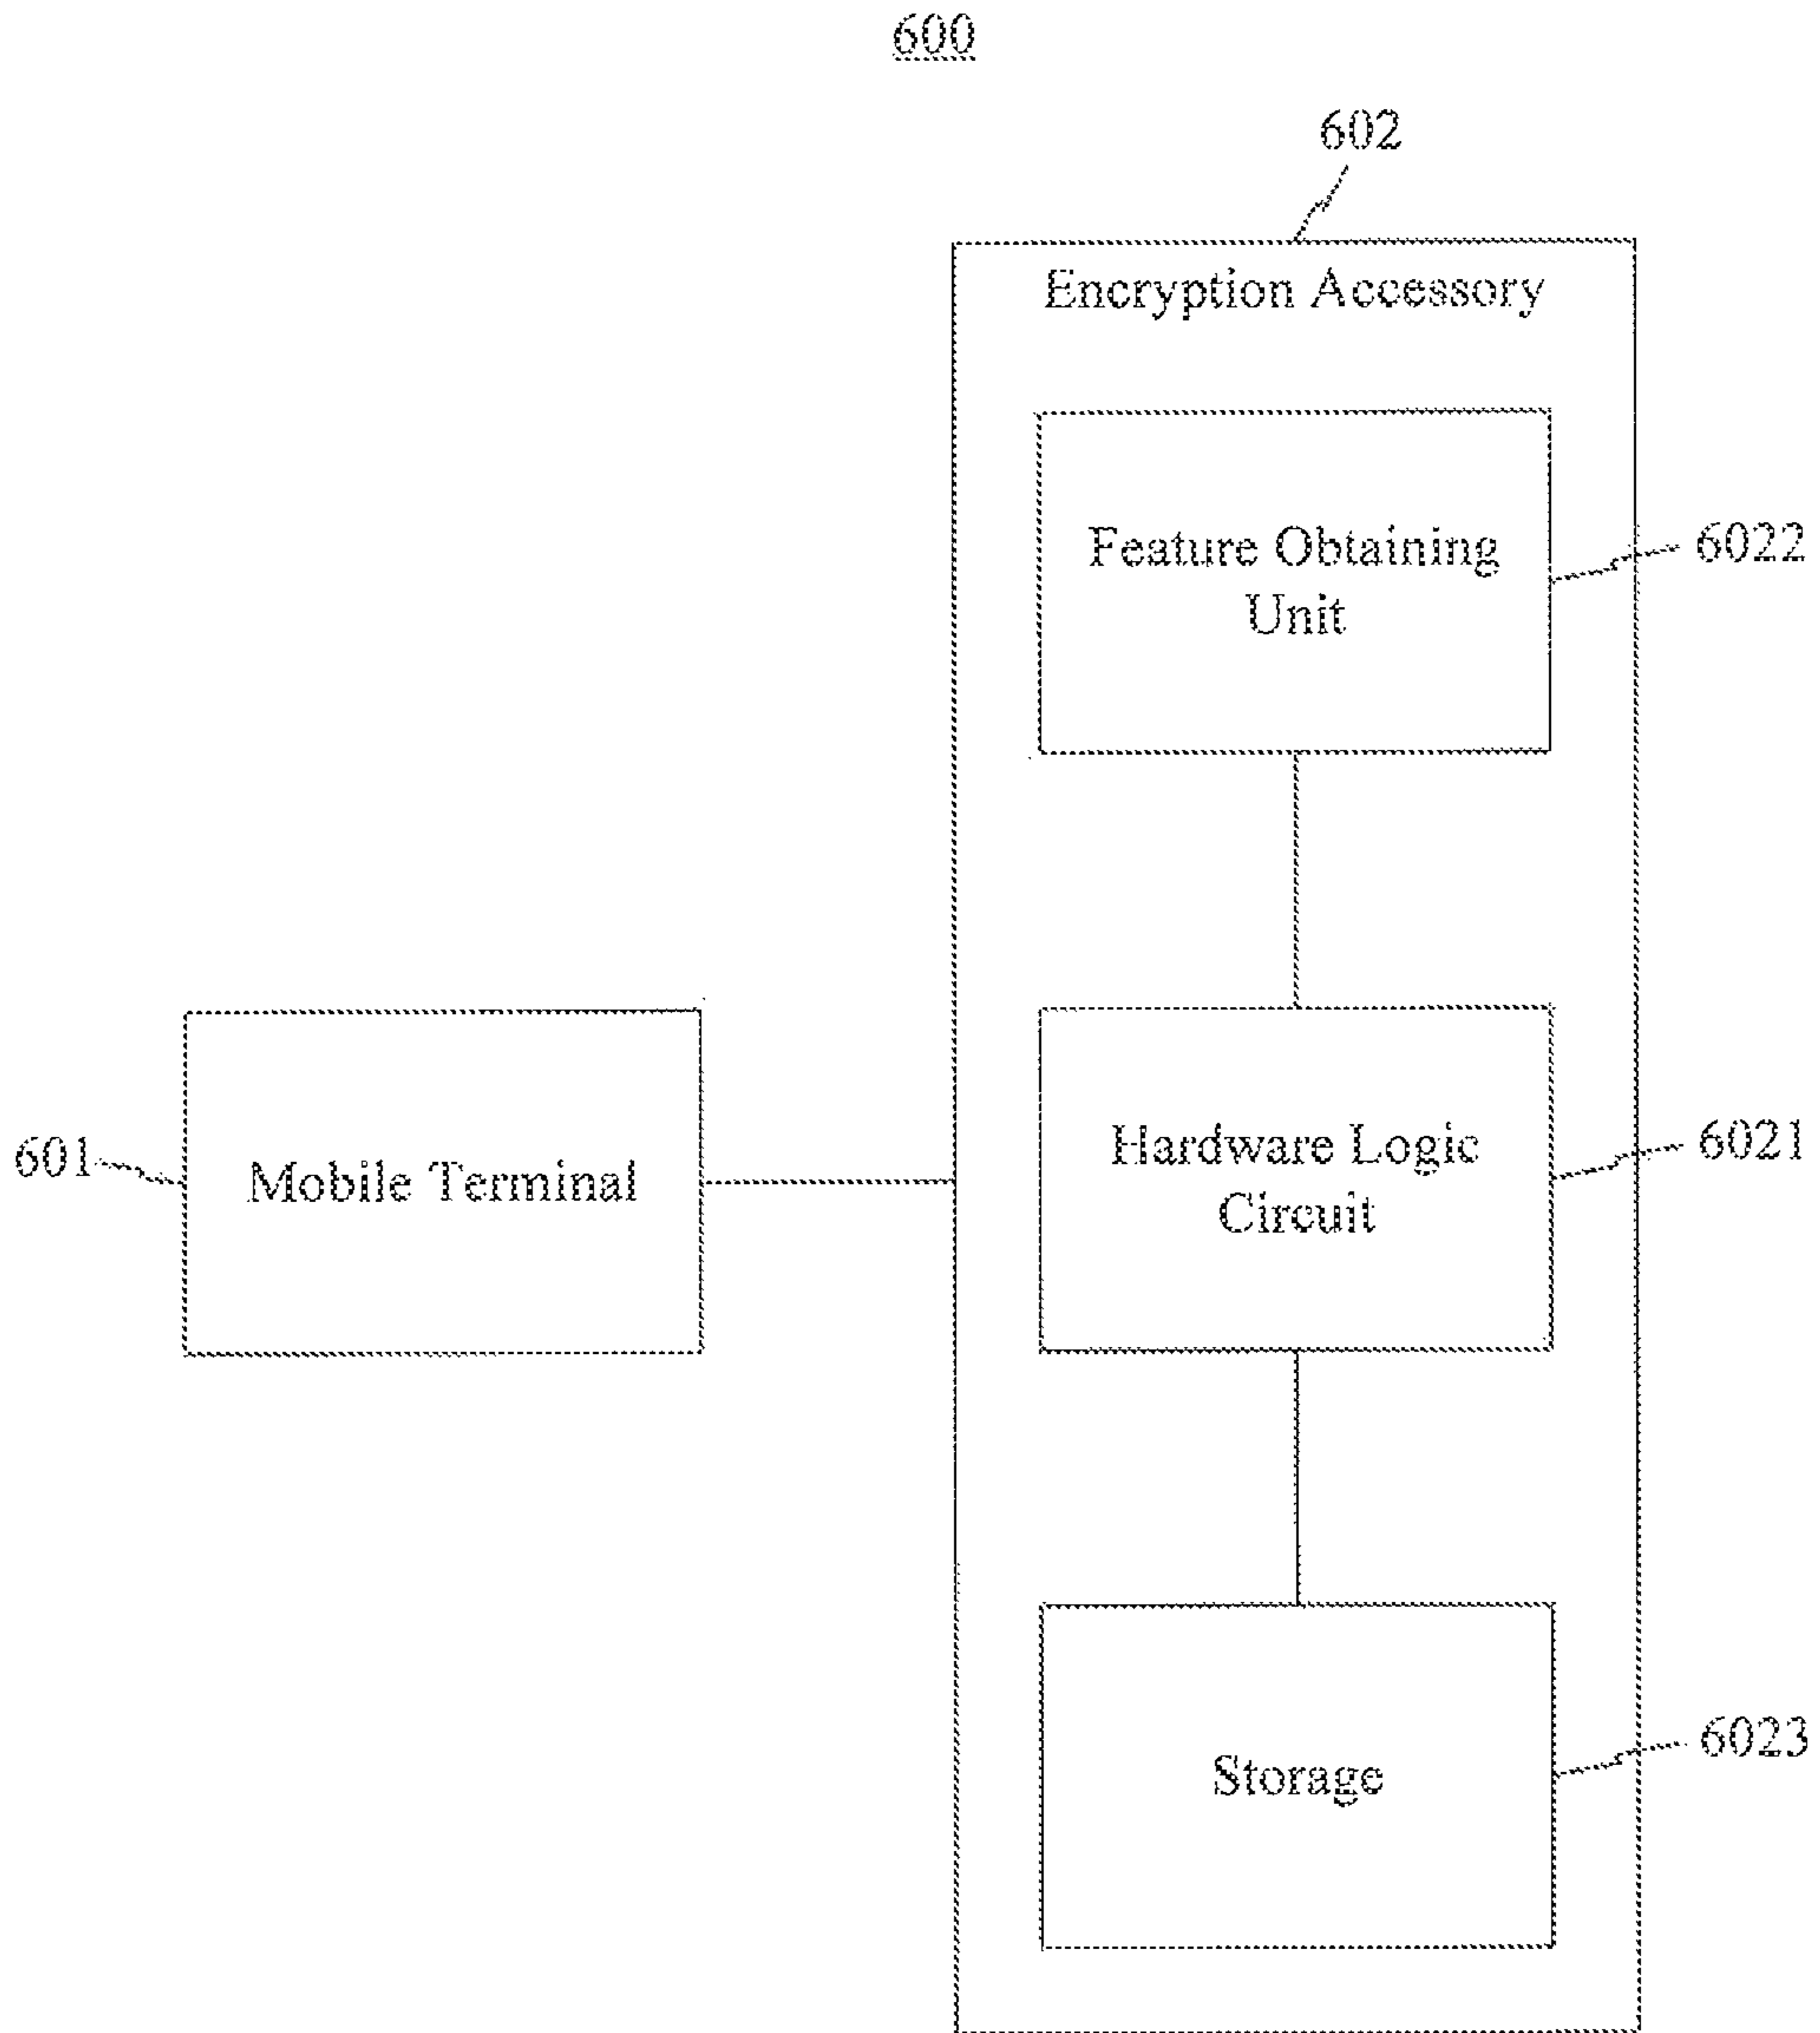 600
602
Encryption Accessory
Feature Obtaining
Unit
6022
601
Mobile Terminal
Hardware Logic
Circuit
6021
Storage
6023